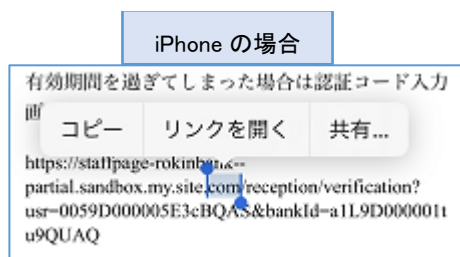 iPhone の場合
有効期間を過ぎてしまった場合は認証コード入力
コピー リンクを開く 共有...
https://staffpage-rokinbank--
partial.sandbox.my.site.com/reception/verification?
usr=0059D000005E3cBQAS&bankId=a1L9D000001t
u9QUAQ